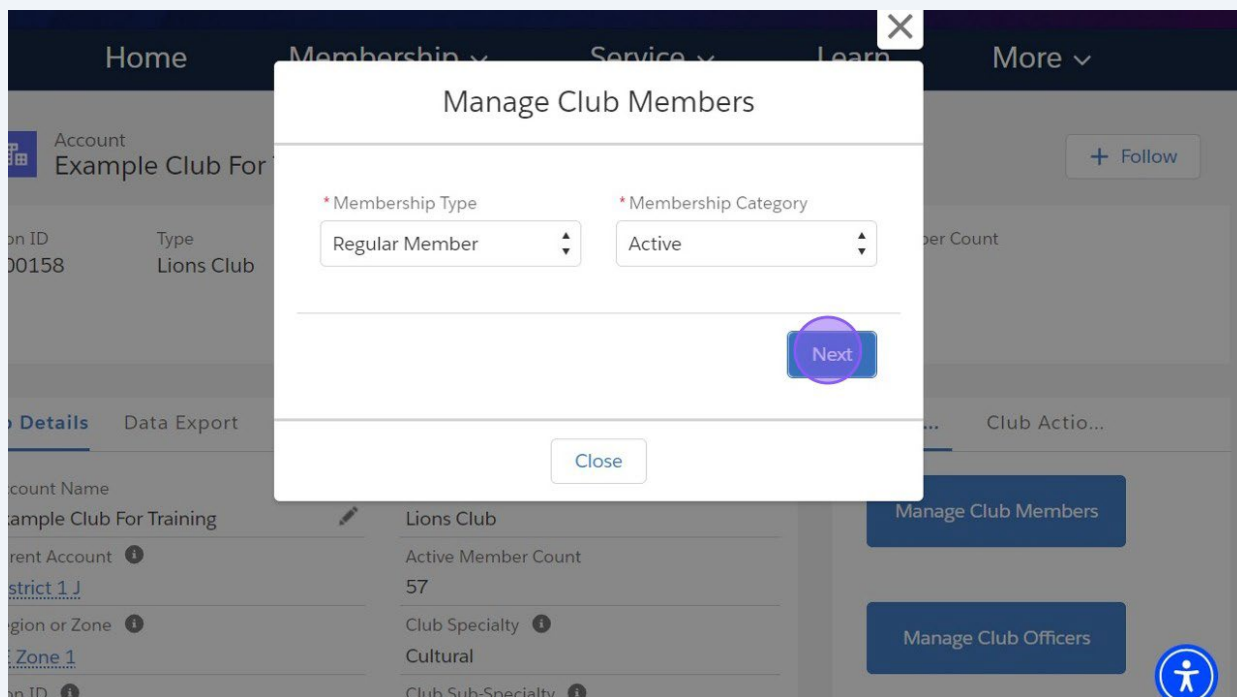 Home Membership Service Learn More
Manage Club Members
Account
Example Club For
+ Follow
* Membership Type * Membership Category
Regular Member Active
on ID Type
00158 Lions Club
ber Count
Next
Details Data Export
... Club Actio...
Close
count Name
ample Club For Training
Lions Club
Manage Club Members
rent Account Active Member Count
strict 1 J 57
gion or Zone Club Specialty
Zone 1 Cultural
Manage Club Officers
on ID Club Sub-Specialty